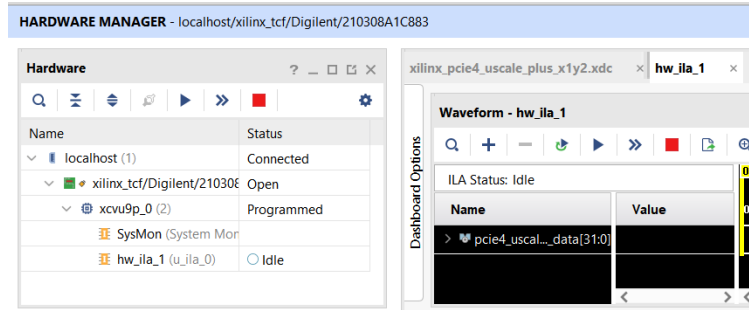 HARDWARE MANAGER - localhost/xilinx_tcf/Digilent/210308A1C883
Hardware
Name Status
localhost (1) Connected
xilinx_tcf/Digilent/210308 Open
xcvu9p_0 (2) Programmed
SysMon (System Mon
hw_ila_1 (u_ila_0) Idle
xilinx_pcie4_uscale_plus_x1y2.xdc hw_ila_1
Dashboard Options
Waveform - hw_ila_1
ILA Status: Idle
Name Value
pcie4_uscal..._data[31:0]